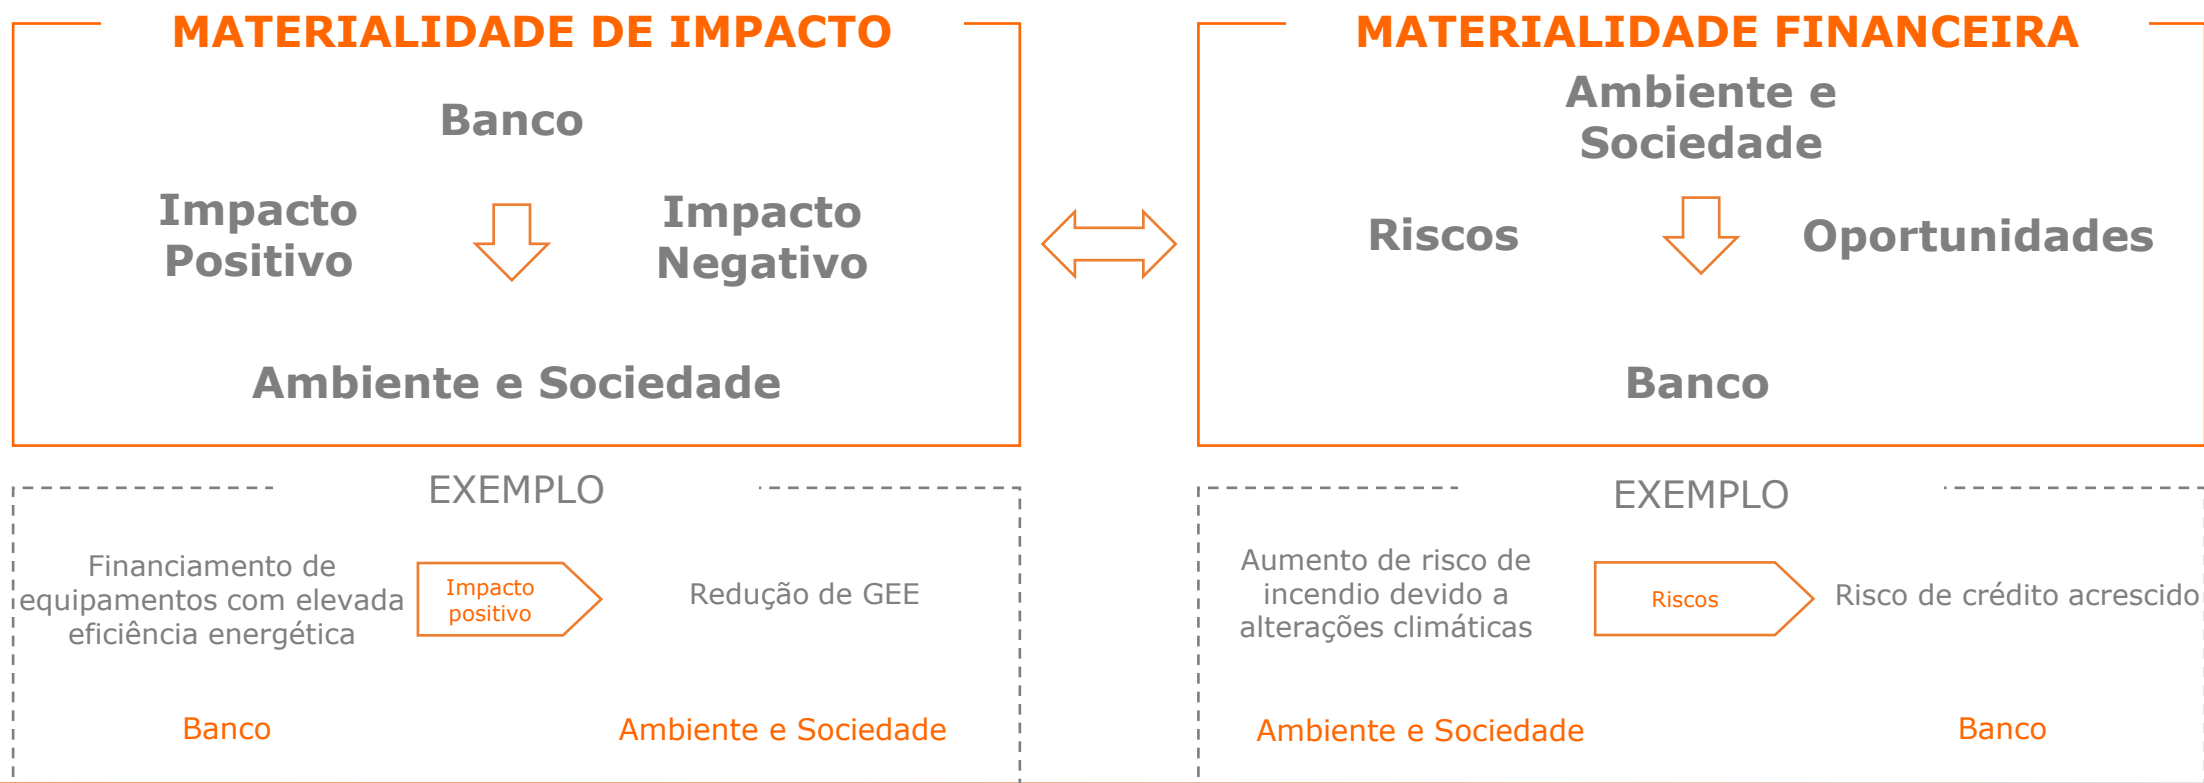 MATERIALIDADE DE IMPACTO
Banco
Impacto
Positivo
Impacto
Negativo
Ambiente e Sociedade
MATERIALIDADE FINANCEIRA
Ambiente e
Sociedade
Riscos
Oportunidades
Banco
EXEMPLO
Financiamento de
equipamentos com elevada
eficiência energética
Impacto
positivo
Redução de GEE
Banco
Ambiente e Sociedade
EXEMPLO
Aumento de risco de
incendio devido a
alterações climáticas
Riscos
Risco de crédito acrescido
Ambiente e Sociedade
Banco